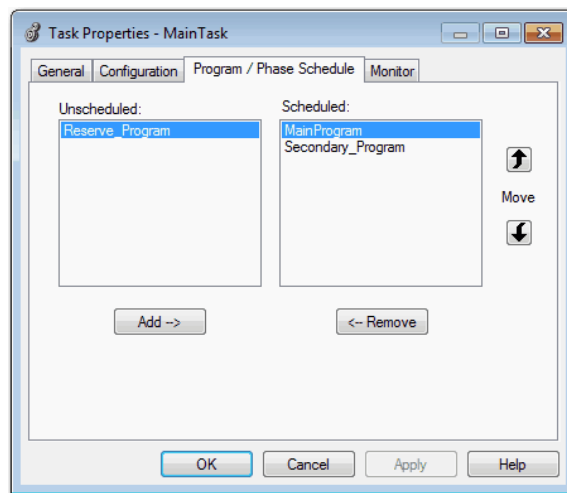 Task Properties - MainTask
General Configuration Program / Phase Schedule Monitor
Unscheduled:
Reserve_Program
Scheduled:
MainProgram
Secondary_Program
Move
Add -->
<-- Remove
OK Cancel Apply Help